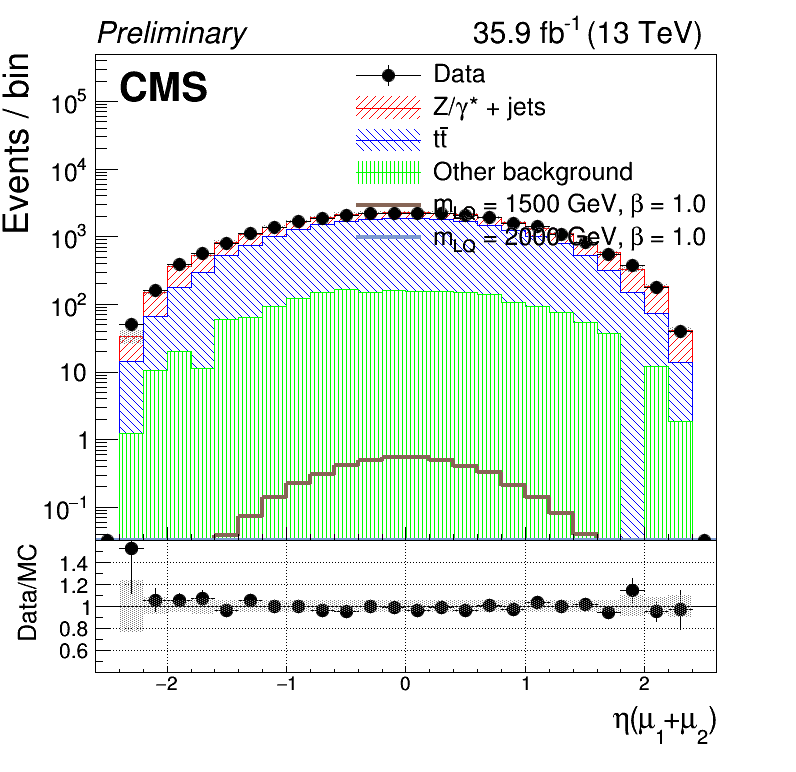 Preliminary 35.9 fb⁻¹ (13 TeV)
CMS
Events / bin
Data
Z/γ* + jets
tt̄
Other background
m_LQ = 1500 GeV, β = 1.0
m_LQ = 2000 GeV, β = 1.0
10⁵
10⁴
10³
10²
10
1
10⁻¹
Data/MC
1.4
1.2
1
0.8
0.6
−2 −1 0 1 2
η(μ₁+μ₂)